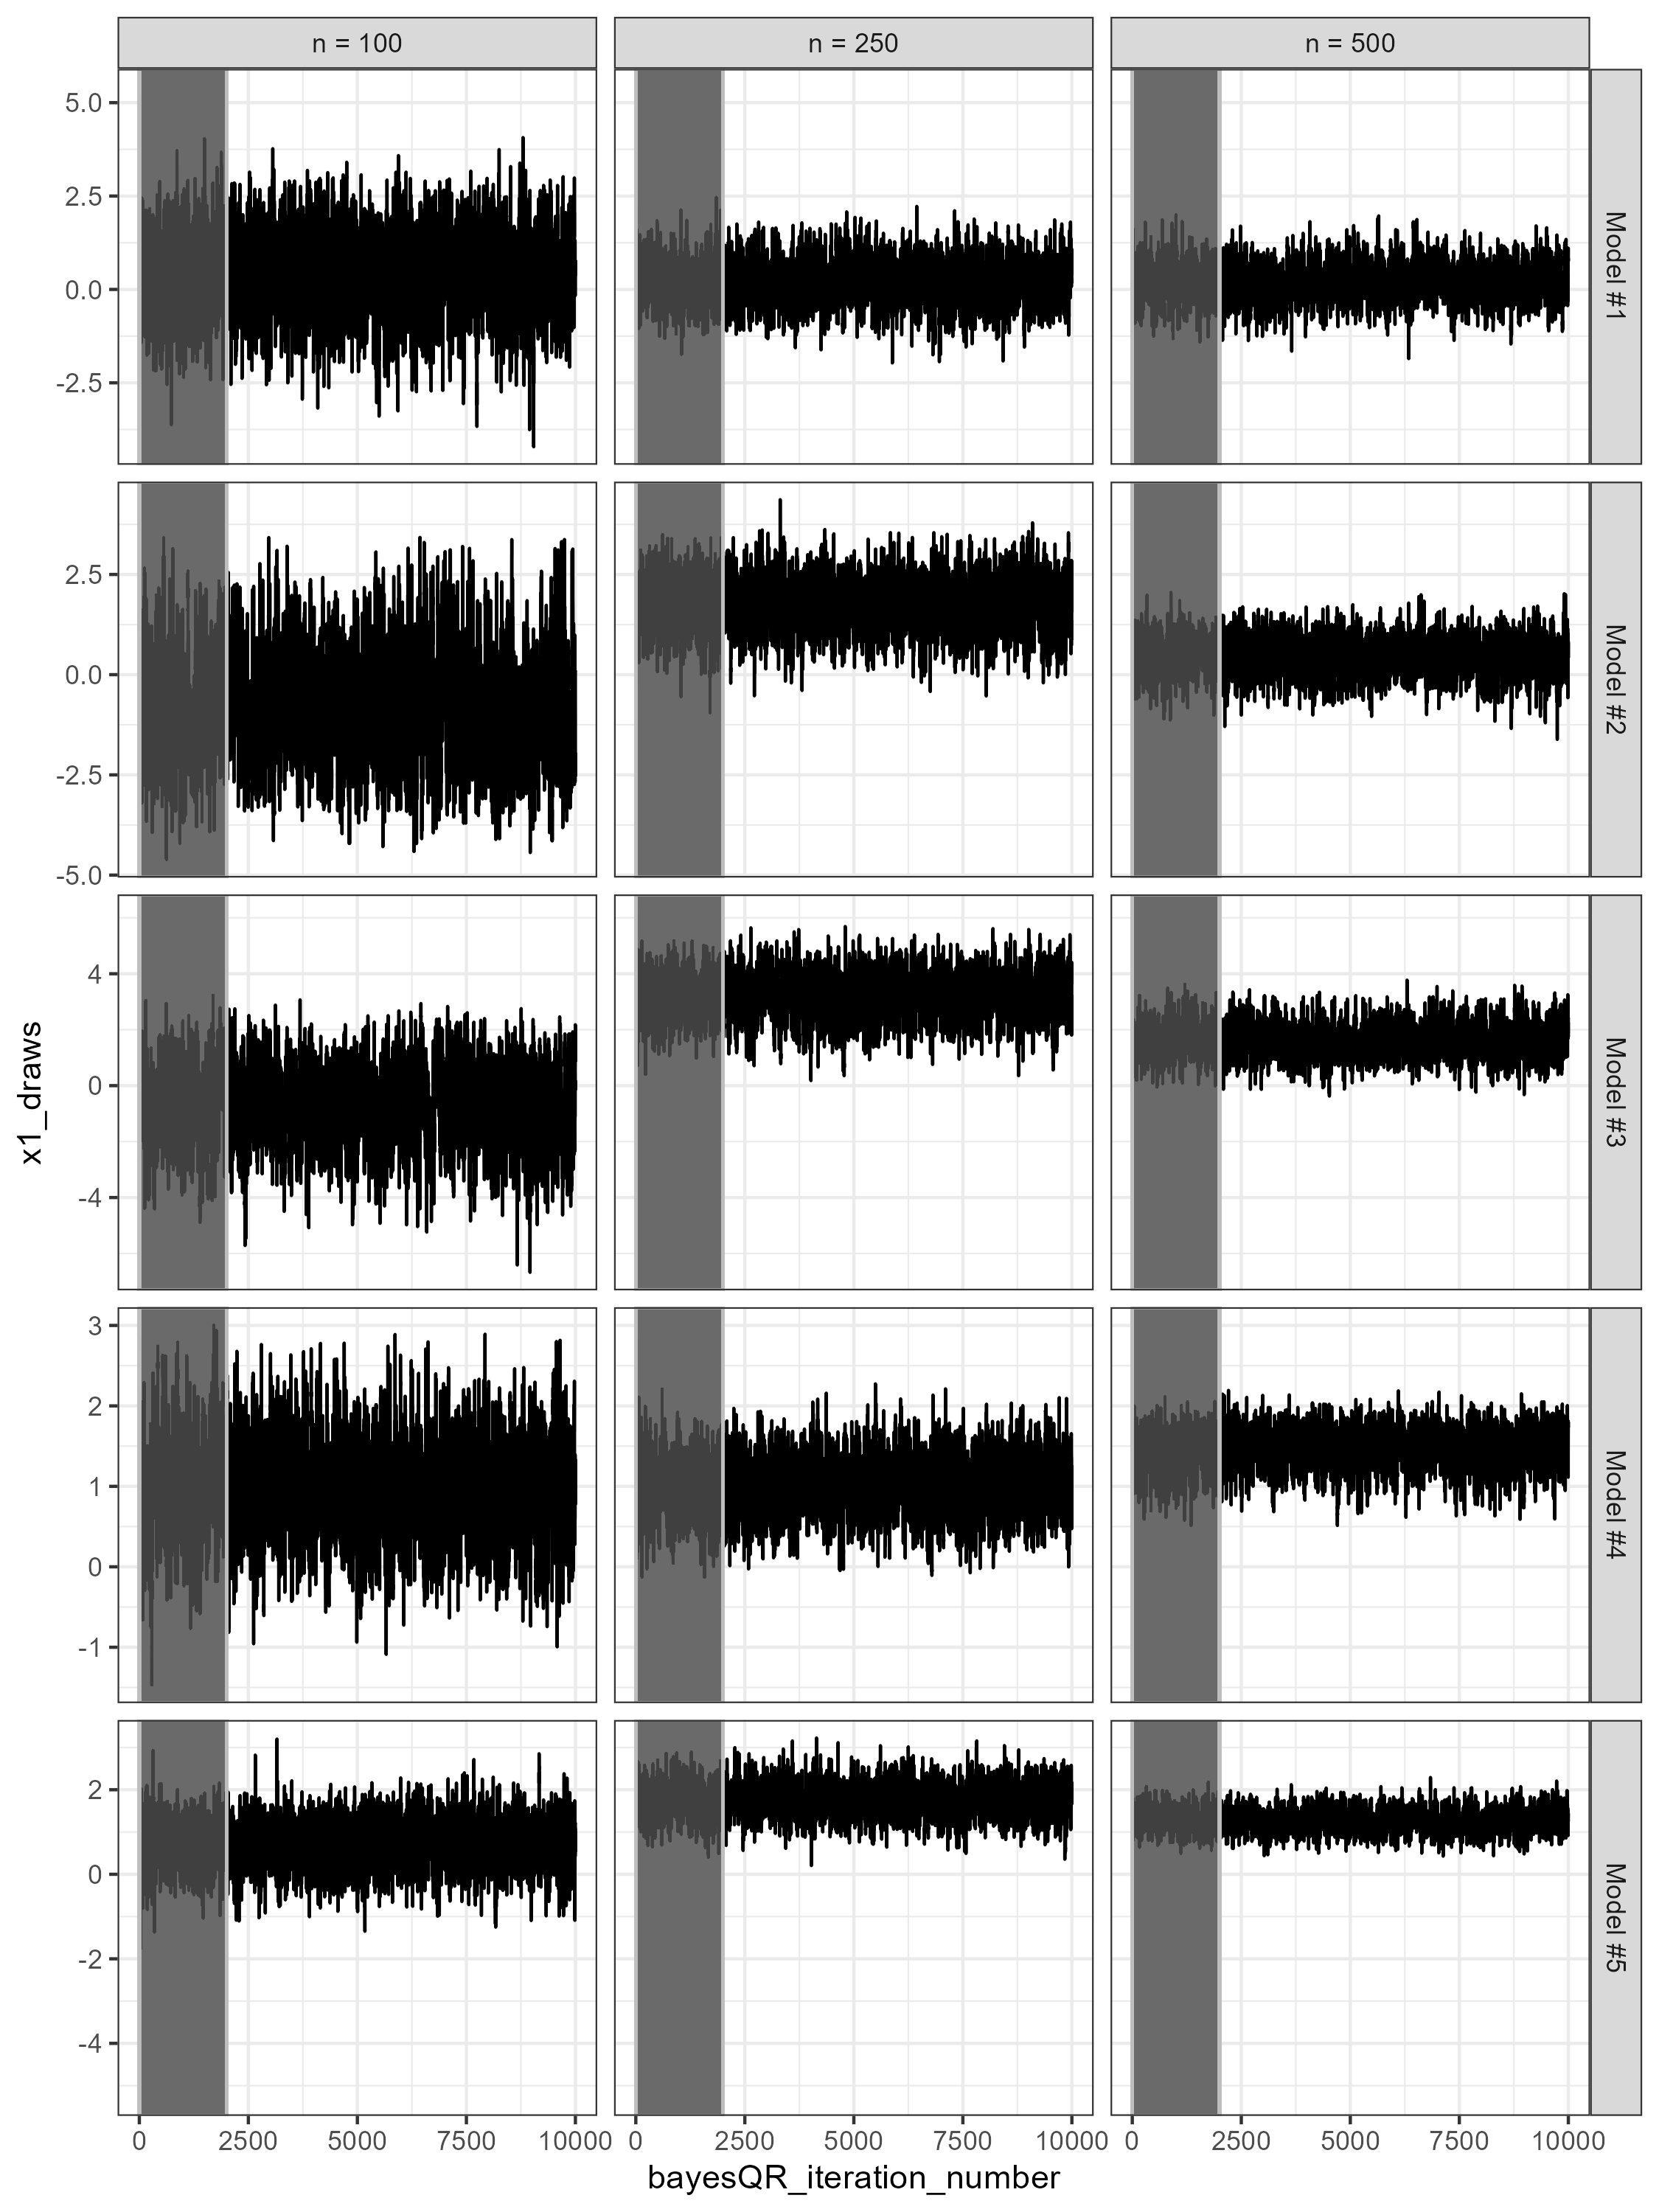 n = 100
n = 250
n = 500
5.0
2.5
0.0
-2.5
Model #1
2.5
0.0
-2.5
-5.0
Model #2
4
0
-4
Model #3
3
2
1
0
-1
Model #4
2
0
-2
-4
Model #5
x1_draws
0 2500 5000 7500 10000 0 2500 5000 7500 10000 0 2500 5000 7500 10000
bayesQR_iteration_number